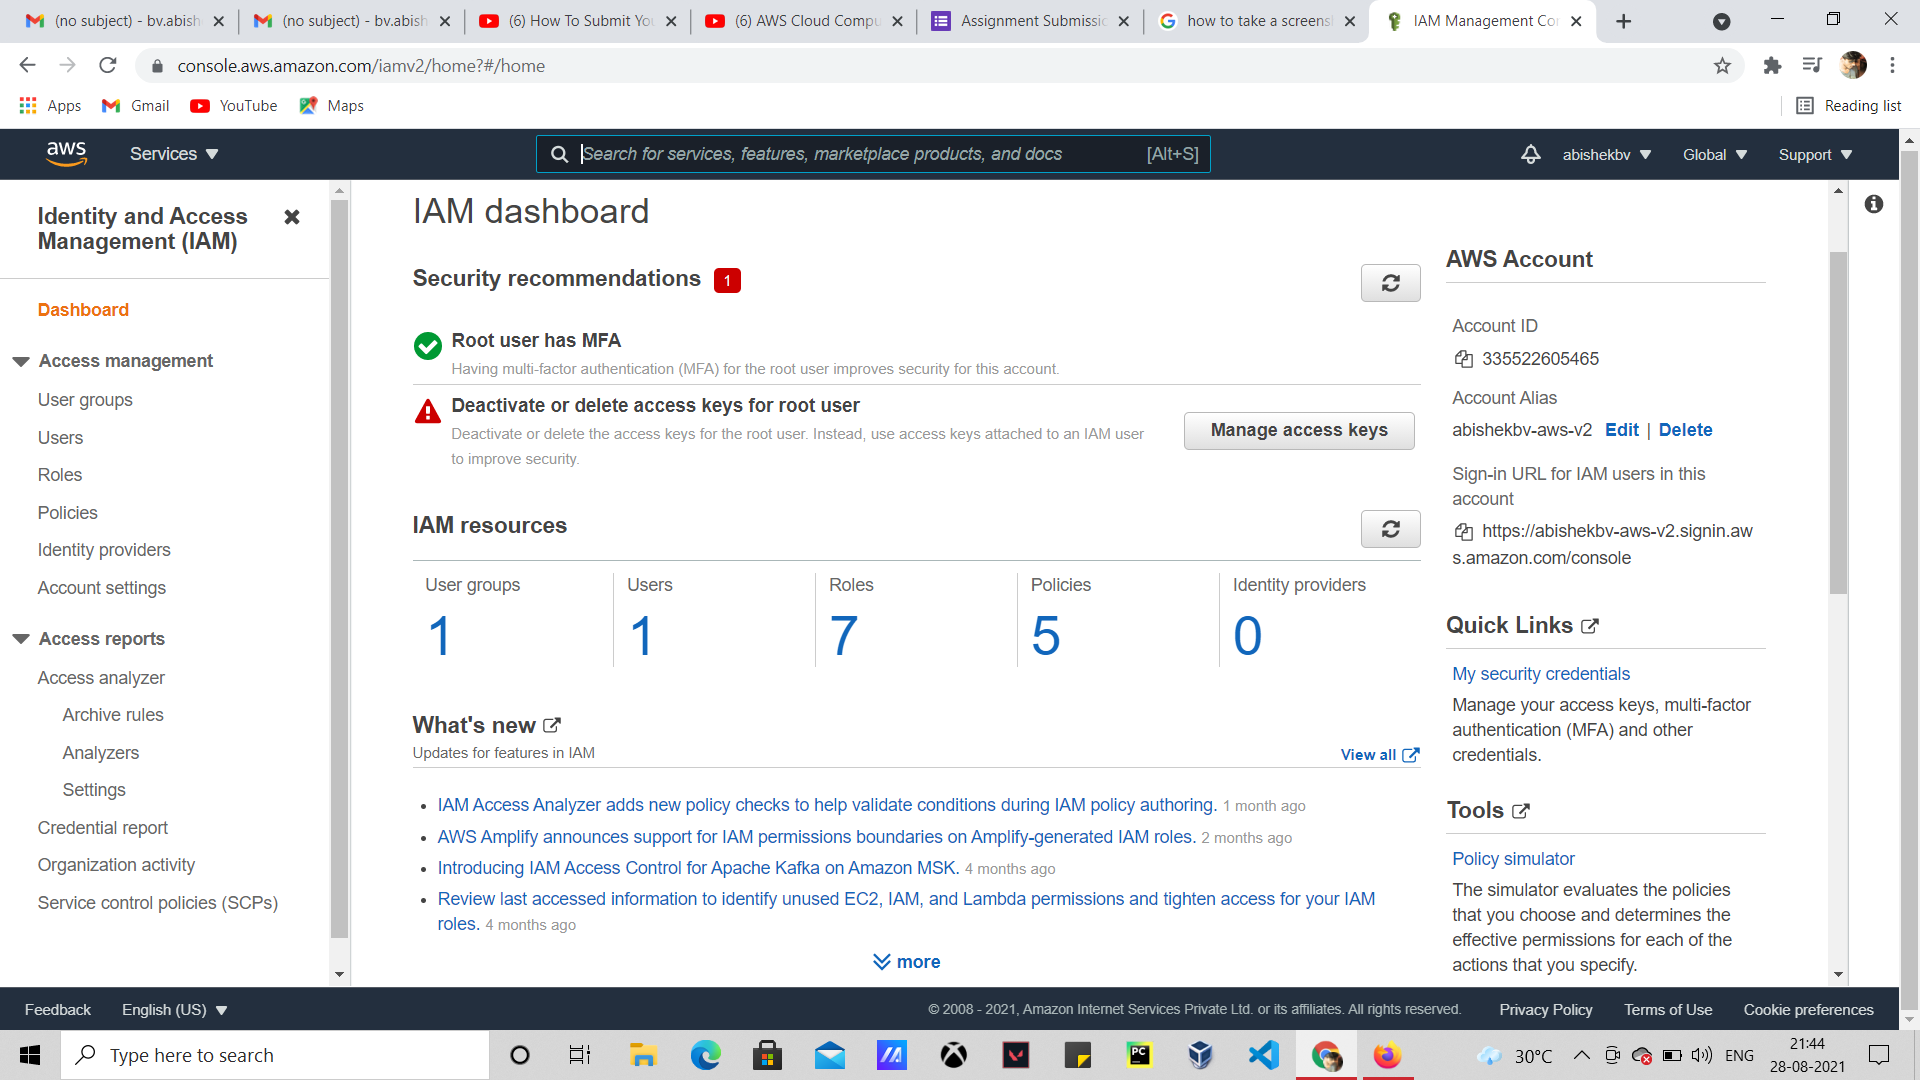 (no subject) - bv.abish
(no subject) - bv.abish
(6) How To Submit You
(6) AWS Cloud Compu
Assignment Submissio
how to take a screensh
IAM Management Co
console.aws.amazon.com/iamv2/home?#/home
Apps
Gmail
YouTube
Maps
Reading list
aws
Services
Search for services, features, marketplace products, and docs
[Alt+S]
abishekbv
Global
Support
Identity and Access
Management (IAM)
Dashboard
Access management
User groups
Users
Roles
Policies
Identity providers
Account settings
Access reports
Access analyzer
Archive rules
Analyzers
Settings
Credential report
Organization activity
Service control policies (SCPs)
IAM dashboard
Security recommendations 1
Root user has MFA
Having multi-factor authentication (MFA) for the root user improves security for this account.
Deactivate or delete access keys for root user
Deactivate or delete the access keys for the root user. Instead, use access keys attached to an IAM user
to improve security.
Manage access keys
IAM resources
User groups
1
Users
1
Roles
7
Policies
5
Identity providers
0
What's new
Updates for features in IAM
View all
• IAM Access Analyzer adds new policy checks to help validate conditions during IAM policy authoring. 1 month ago
• AWS Amplify announces support for IAM permissions boundaries on Amplify-generated IAM roles. 2 months ago
• Introducing IAM Access Control for Apache Kafka on Amazon MSK. 4 months ago
• Review last accessed information to identify unused EC2, IAM, and Lambda permissions and tighten access for your IAM
roles. 4 months ago
more
AWS Account
Account ID
335522605465
Account Alias
abishekbv-aws-v2 Edit | Delete
Sign-in URL for IAM users in this
account
https://abishekbv-aws-v2.signin.aw
s.amazon.com/console
Quick Links
My security credentials
Manage your access keys, multi-factor
authentication (MFA) and other
credentials.
Tools
Policy simulator
The simulator evaluates the policies
that you choose and determines the
effective permissions for each of the
actions that you specify.
Feedback
English (US)
© 2008 - 2021, Amazon Internet Services Private Ltd. or its affiliates. All rights reserved.
Privacy Policy
Terms of Use
Cookie preferences
Type here to search
PC
30°C
ENG
21:44
28-08-2021